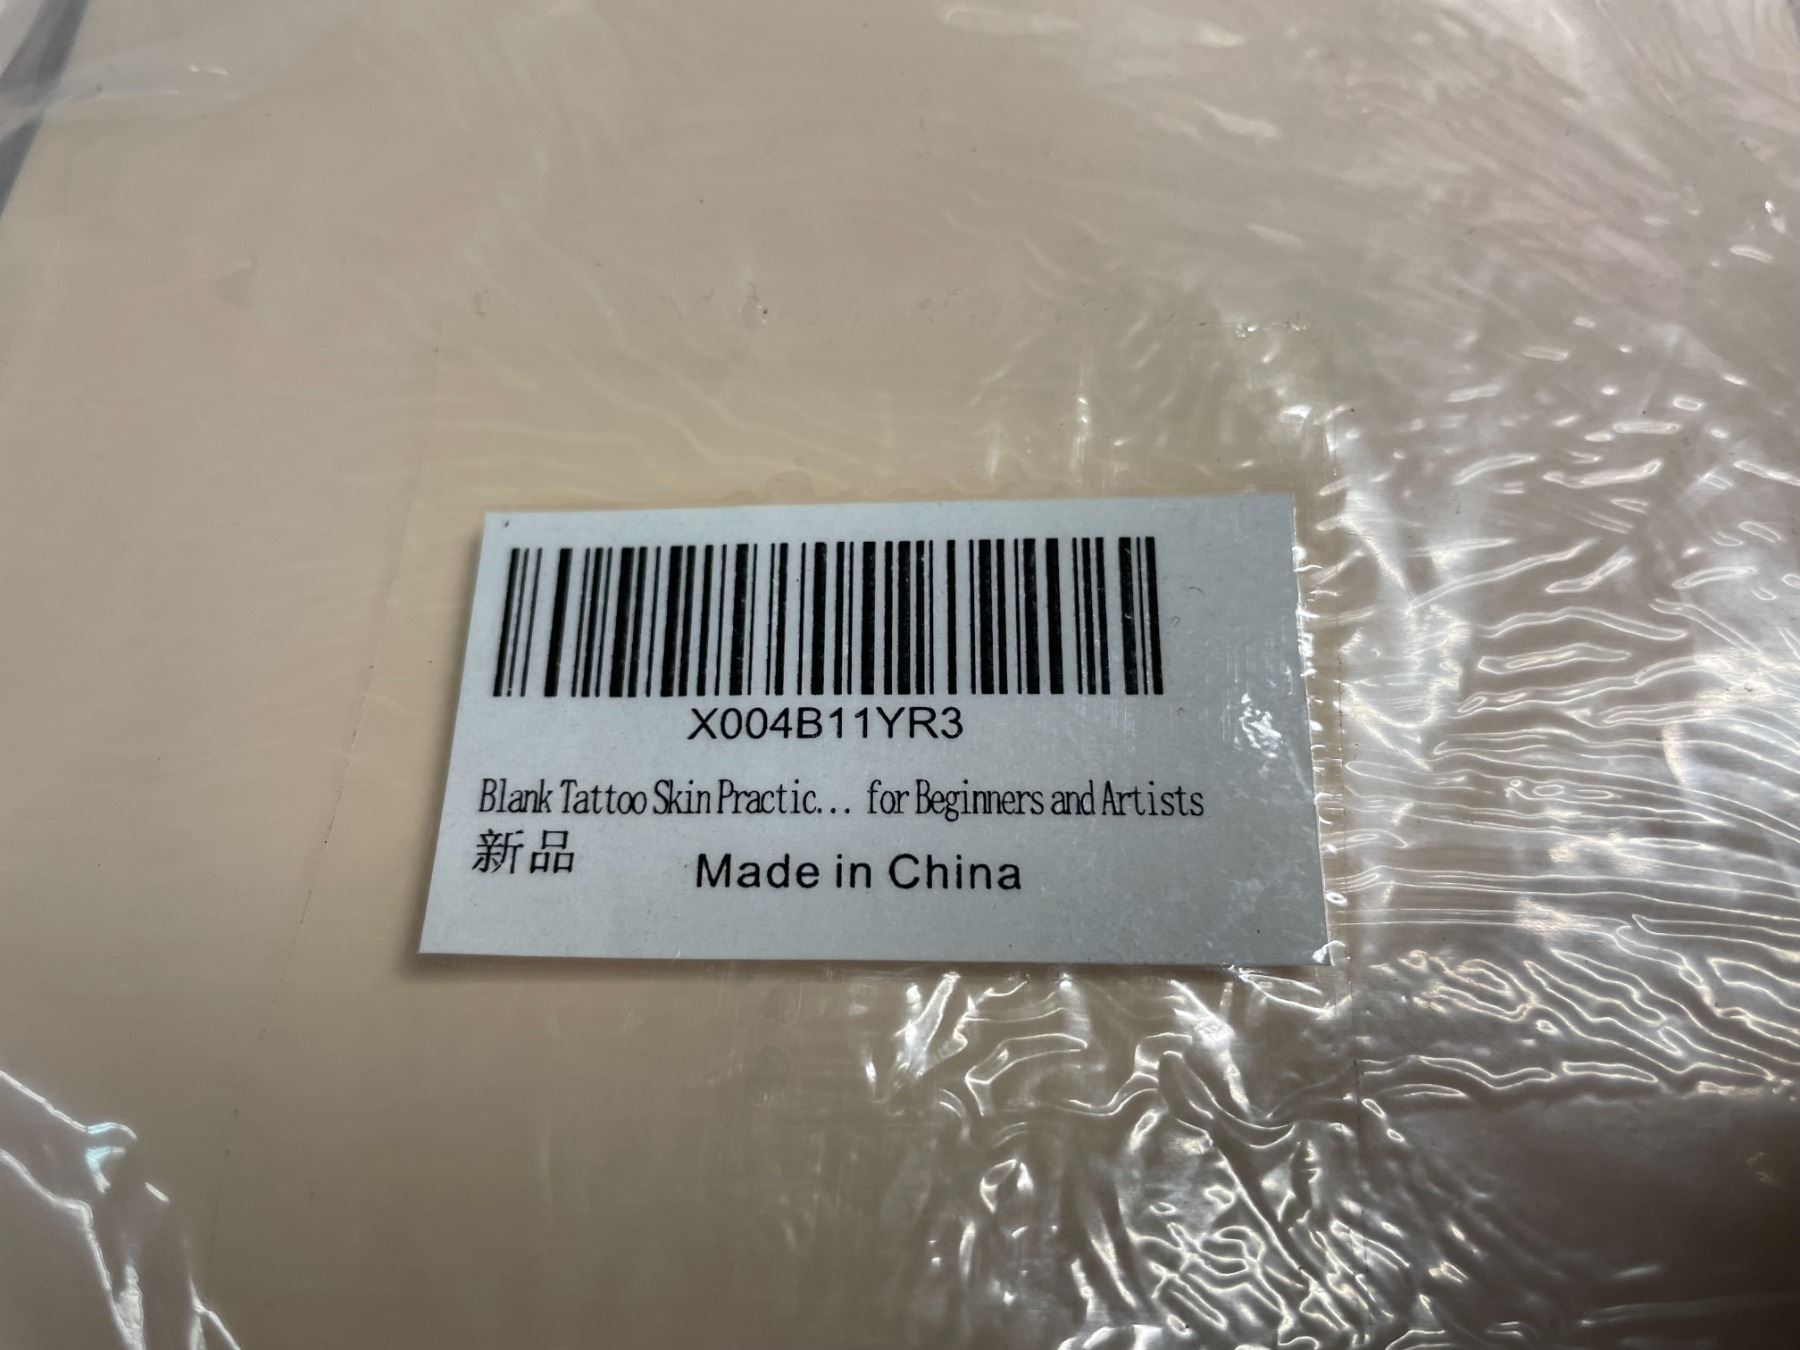 X004B11YR3
Blank Tattoo Skin Practic... for Beginners and Artists
新品
Made in China